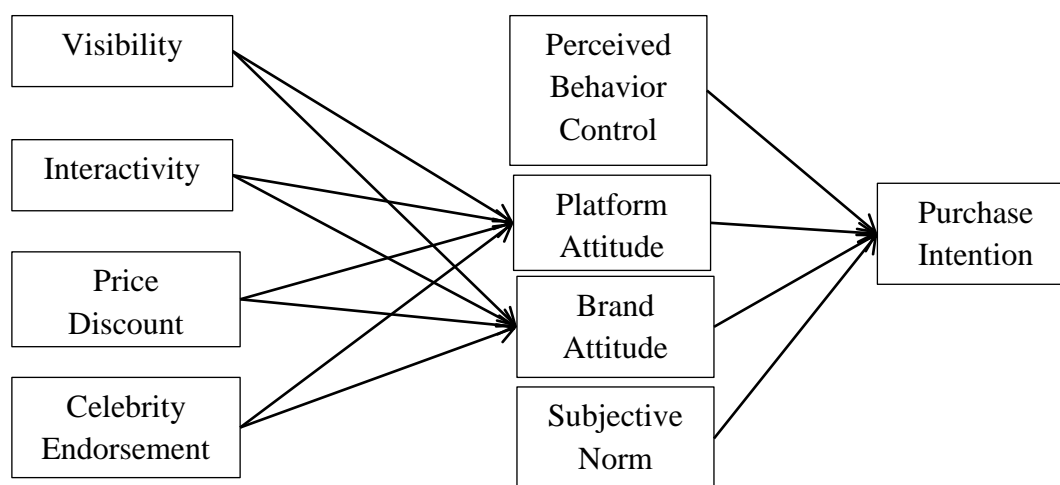 Visibility
Interactivity
Price
Discount
Celebrity
Endorsement
Perceived
Behavior
Control
Platform
Attitude
Brand
Attitude
Subjective
Norm
Purchase
Intention